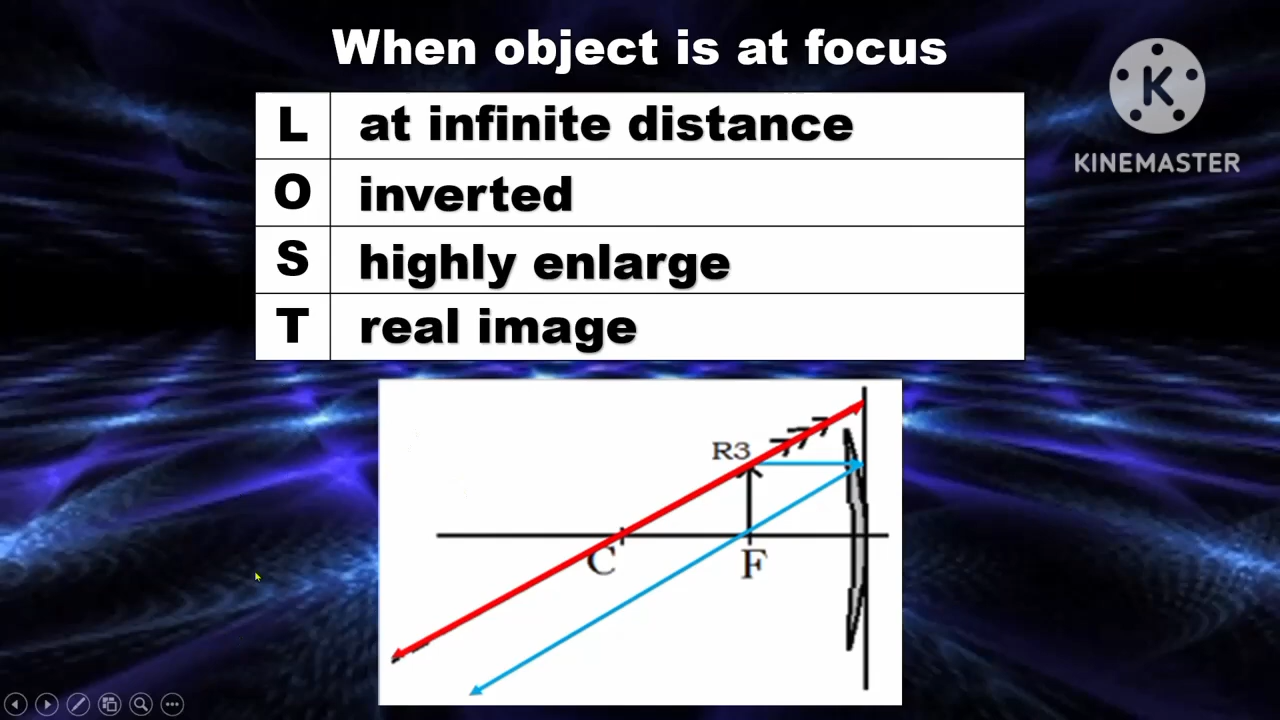 When object is at focus
L at infinite distance
O inverted
S highly enlarge
T real image
K
KINEMASTER
R3
C
F